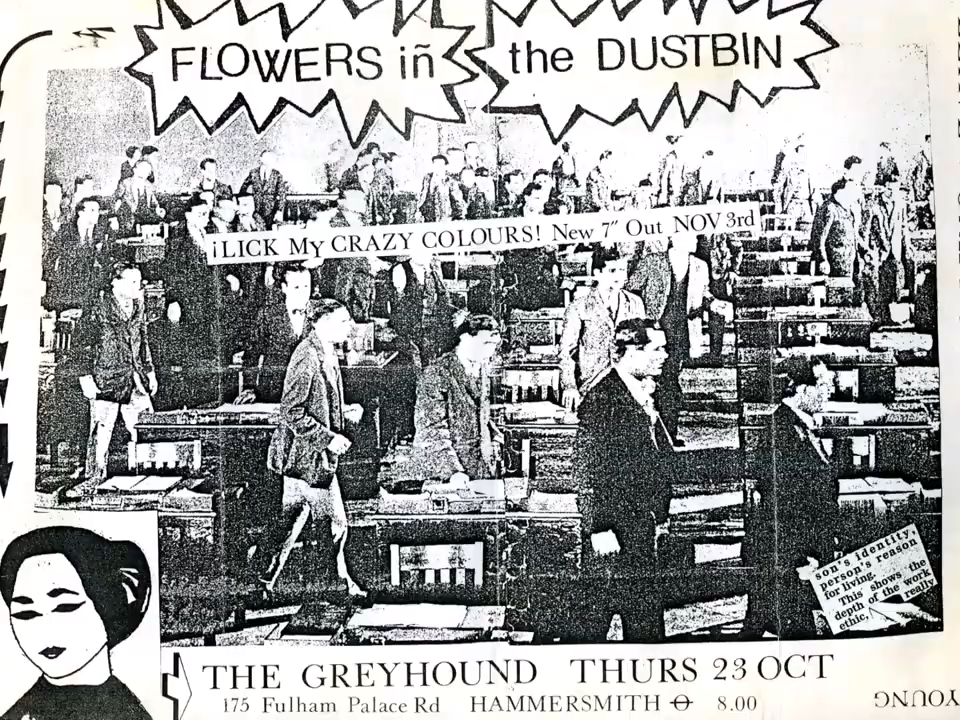 FLOWERS iñ the DUSTBIN
¡LICK My CRAZY COLOURS! New 7" Out NOV 3rd
son's identity,
person's reason
for living.
This shows the
depth of the work
ethic, really
THE GREYHOUND THURS 23 OCT
175 Fulham Palace Rd HAMMERSMITH 8.00
YOUNG